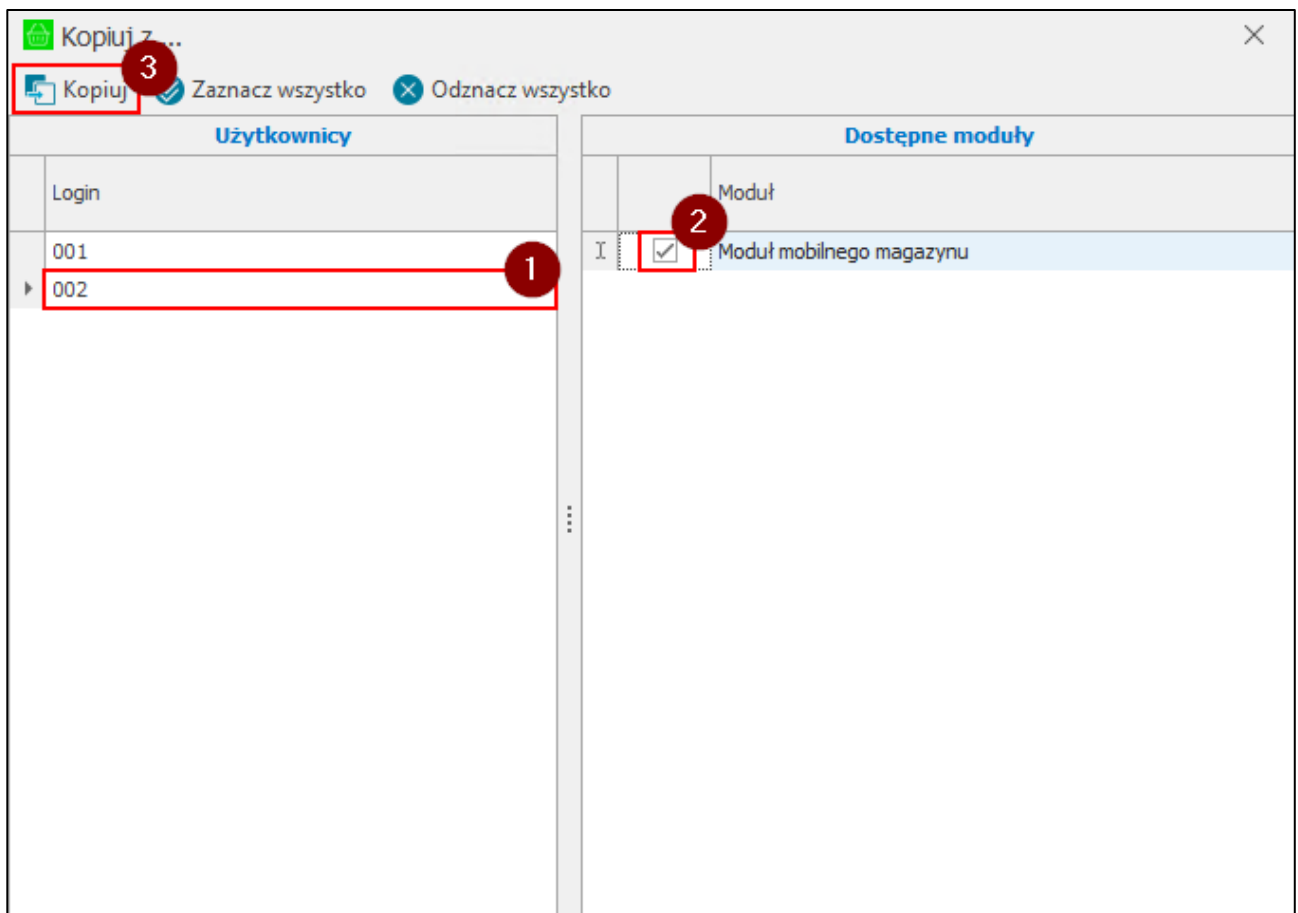 Kopiuj z ...
3
Kopiuj Zaznacz wszystko Odznacz wszystko
Użytkownicy Dostępne moduły
Login Moduł
2
001 Moduł mobilnego magazynu
1
002